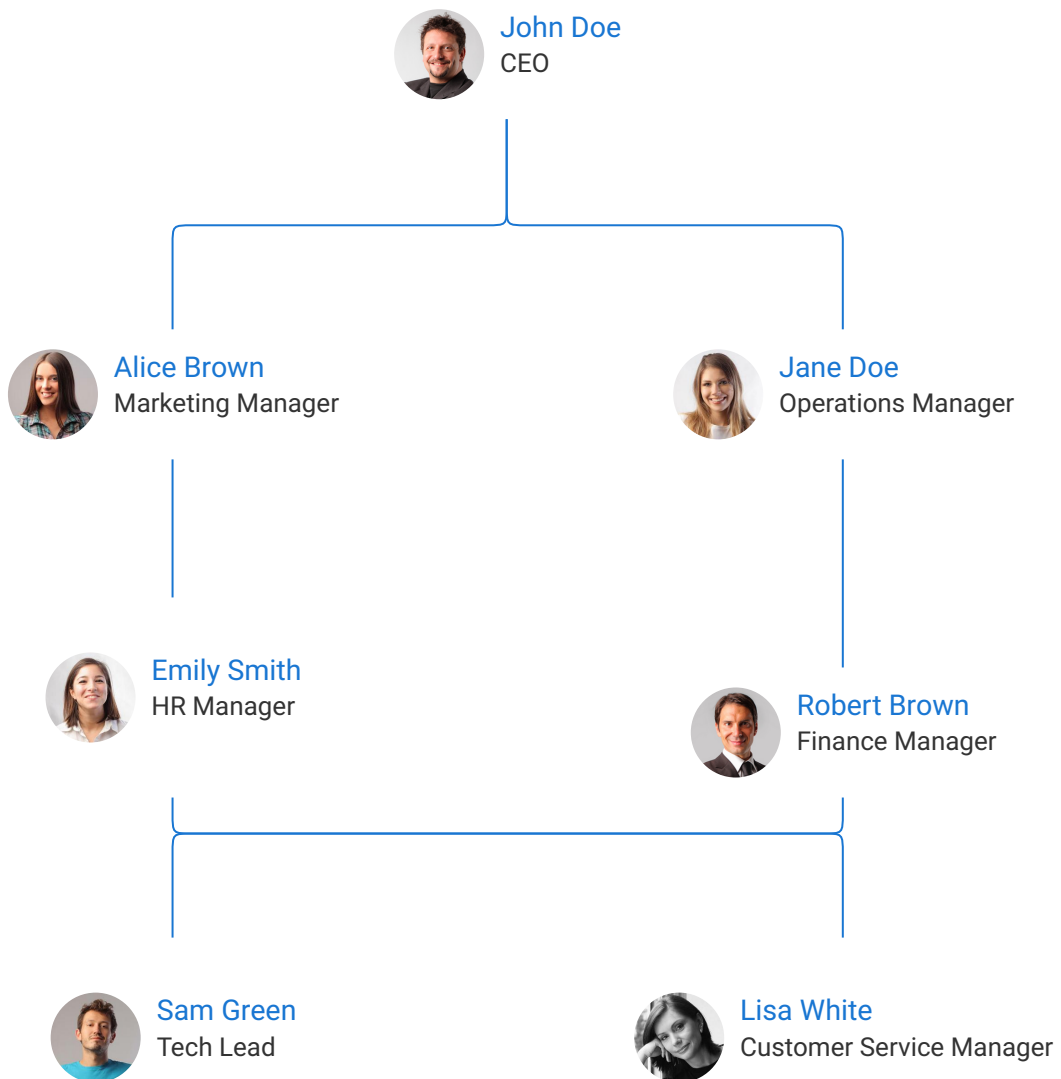 John Doe
CEO
Alice Brown
Marketing Manager
Jane Doe
Operations Manager
Emily Smith
HR Manager
Robert Brown
Finance Manager
Sam Green
Tech Lead
Lisa White
Customer Service Manager